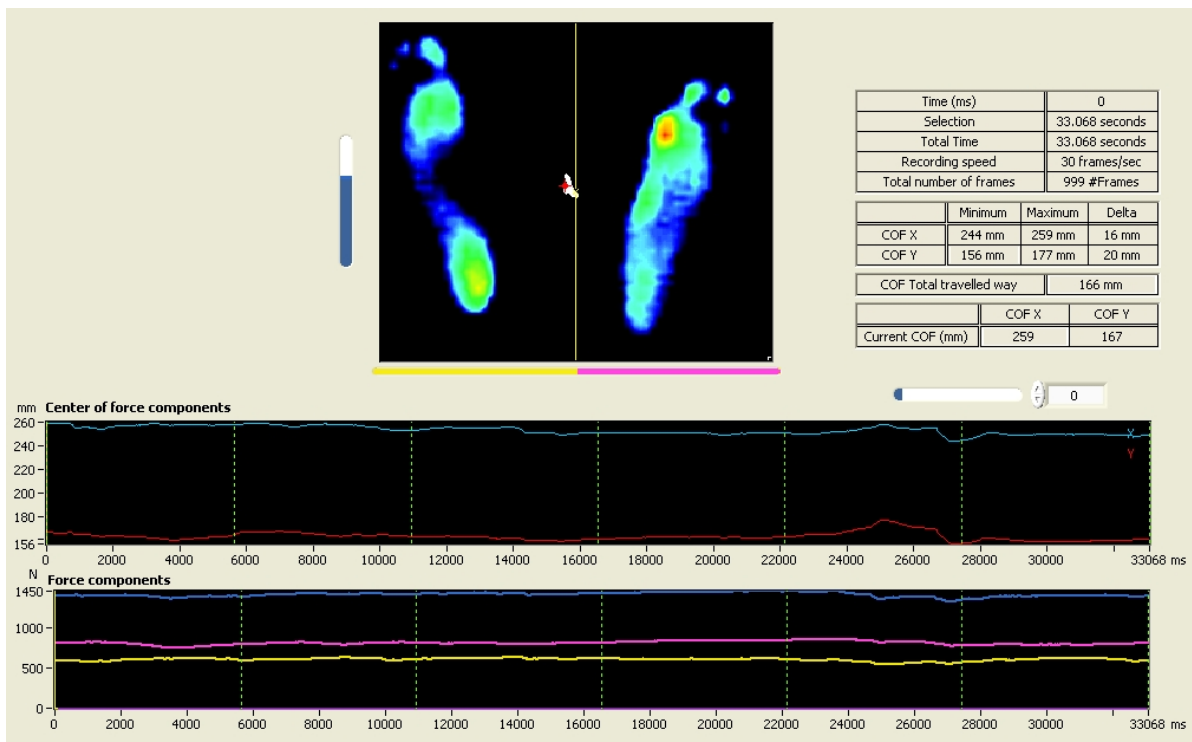 Time (ms) 0
Selection 33.068 seconds
Total Time 33.068 seconds
Recording speed 30 frames/sec
Total number of frames 999 #Frames
Minimum Maximum Delta
COF X 244 mm 259 mm 16 mm
COF Y 156 mm 177 mm 20 mm
COF Total travelled way 166 mm
COF X COF Y
Current COF (mm) 259 167
0
mm Center of force components
260
240
220
200
180
156
X
Y
0 2000 4000 6000 8000 10000 12000 14000 16000 18000 20000 22000 24000 26000 28000 30000 33068 ms
N Force components
1450
1000
500
0
0 2000 4000 6000 8000 10000 12000 14000 16000 18000 20000 22000 24000 26000 28000 30000 33068 ms